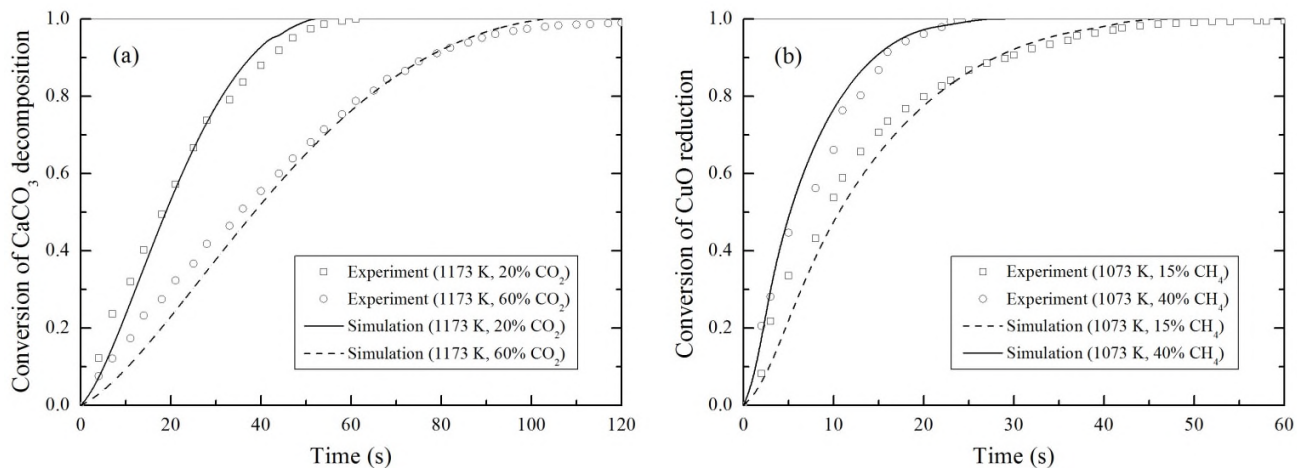 (a)
Conversion of CaCO₃ decomposition
1.0
0.8
0.6
0.4
0.2
0.0
0 20 40 60 80 100 120
Time (s)
Experiment (1173 K, 20% CO₂)
Experiment (1173 K, 60% CO₂)
Simulation (1173 K, 20% CO₂)
Simulation (1173 K, 60% CO₂)
(b)
Conversion of CuO reduction
1.0
0.8
0.6
0.4
0.2
0.0
0 10 20 30 40 50 60
Time (s)
Experiment (1073 K, 15% CH₄)
Experiment (1073 K, 40% CH₄)
Simulation (1073 K, 15% CH₄)
Simulation (1073 K, 40% CH₄)